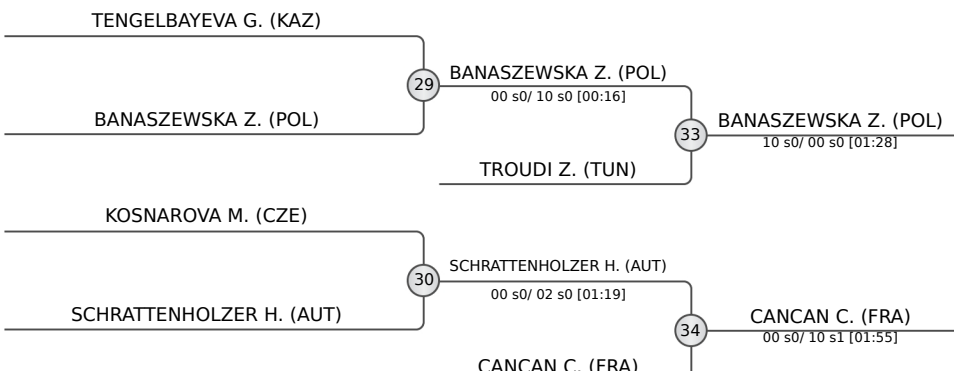 TENGELBAYEVA G. (KAZ)
29
BANASZEWSKA Z. (POL)
00 s0/ 10 s0 [00:16]
BANASZEWSKA Z. (POL)
33
BANASZEWSKA Z. (POL)
10 s0/ 00 s0 [01:28]
TROUDI Z. (TUN)
KOSNAROVA M. (CZE)
30
SCHRATTENHOLZER H. (AUT)
00 s0/ 02 s0 [01:19]
SCHRATTENHOLZER H. (AUT)
34
CANCAN C. (FRA)
00 s0/ 10 s1 [01:55]
CANCAN C. (FRA)